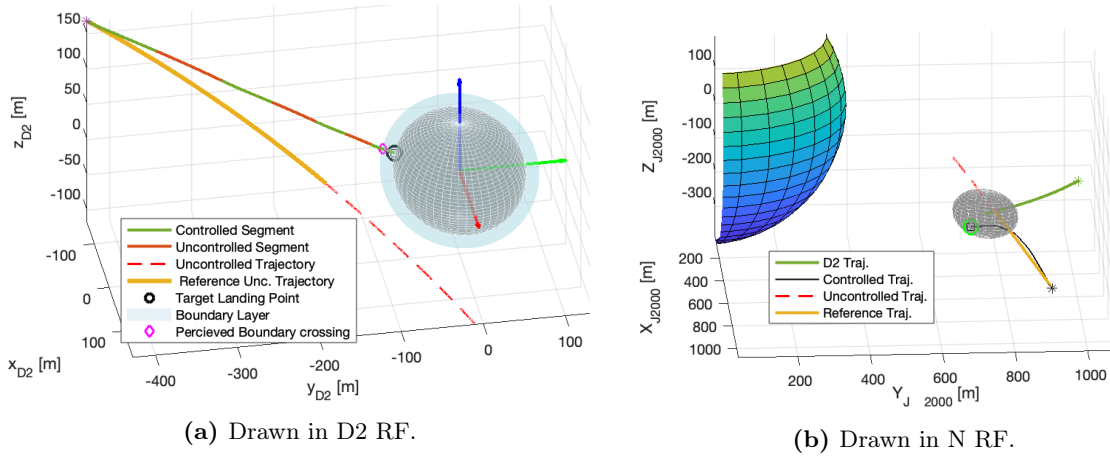 150
100
50
0
-50
-100
z_D2 [m]
Controlled Segment
Uncontrolled Segment
Uncontrolled Trajectory
Reference Unc. Trajectory
Target Landing Point
Boundary Layer
Percieved Boundary crossing
-100
0
100
x_D2 [m]
-400
-300
-200
-100
0
100
y_D2 [m]
(a) Drawn in D2 RF.
100
0
-100
-200
-300
Z_J2000 [m]
200
400
600
800
1000
X_J2000 [m]
D2 Traj.
Controlled Traj.
Uncontrolled Traj.
Reference Traj.
200
400
600
800
1000
Y_J 2000 [m]
(b) Drawn in N RF.